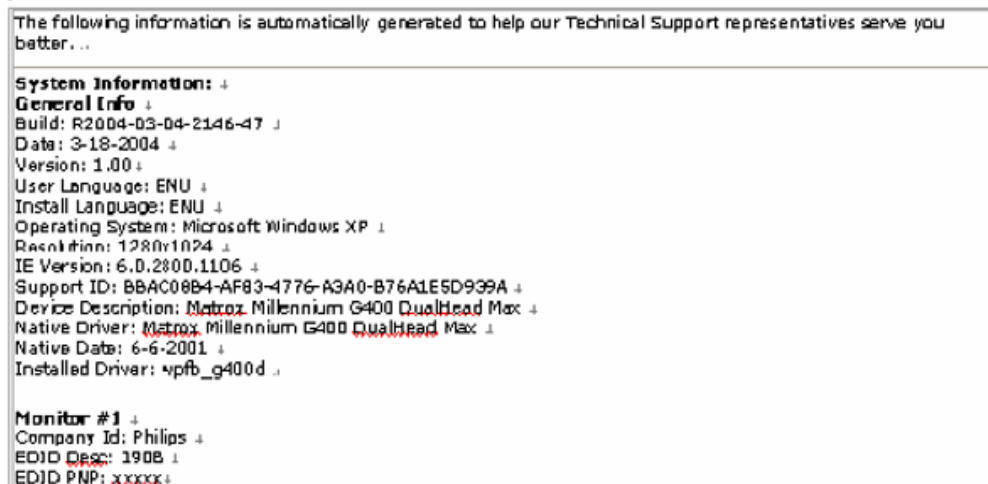 The following information is automatically generated to help our Technical Support representatives serve you
better...
System Information:
General Info
Build: R2004-03-04-2146-47
Date: 3-18-2004
Version: 1.00
User Language: ENU
Install Language: ENU
Operating System: Microsoft Windows XP
Resolution: 1280x1024
IE Version: 6.0.2800.1106
Support ID: BBAC08B4-AF83-4776-A3A0-B76A1E5D939A
Device Description: Matrox Millennium G400 DualHead Max
Native Driver: Matrox Millennium G400 DualHead Max
Native Date: 6-6-2001
Installed Driver: vpfb_g400d
Monitor #1
Company Id: Philips
EDID Desc: 190B
EDID PNP: xxxxx